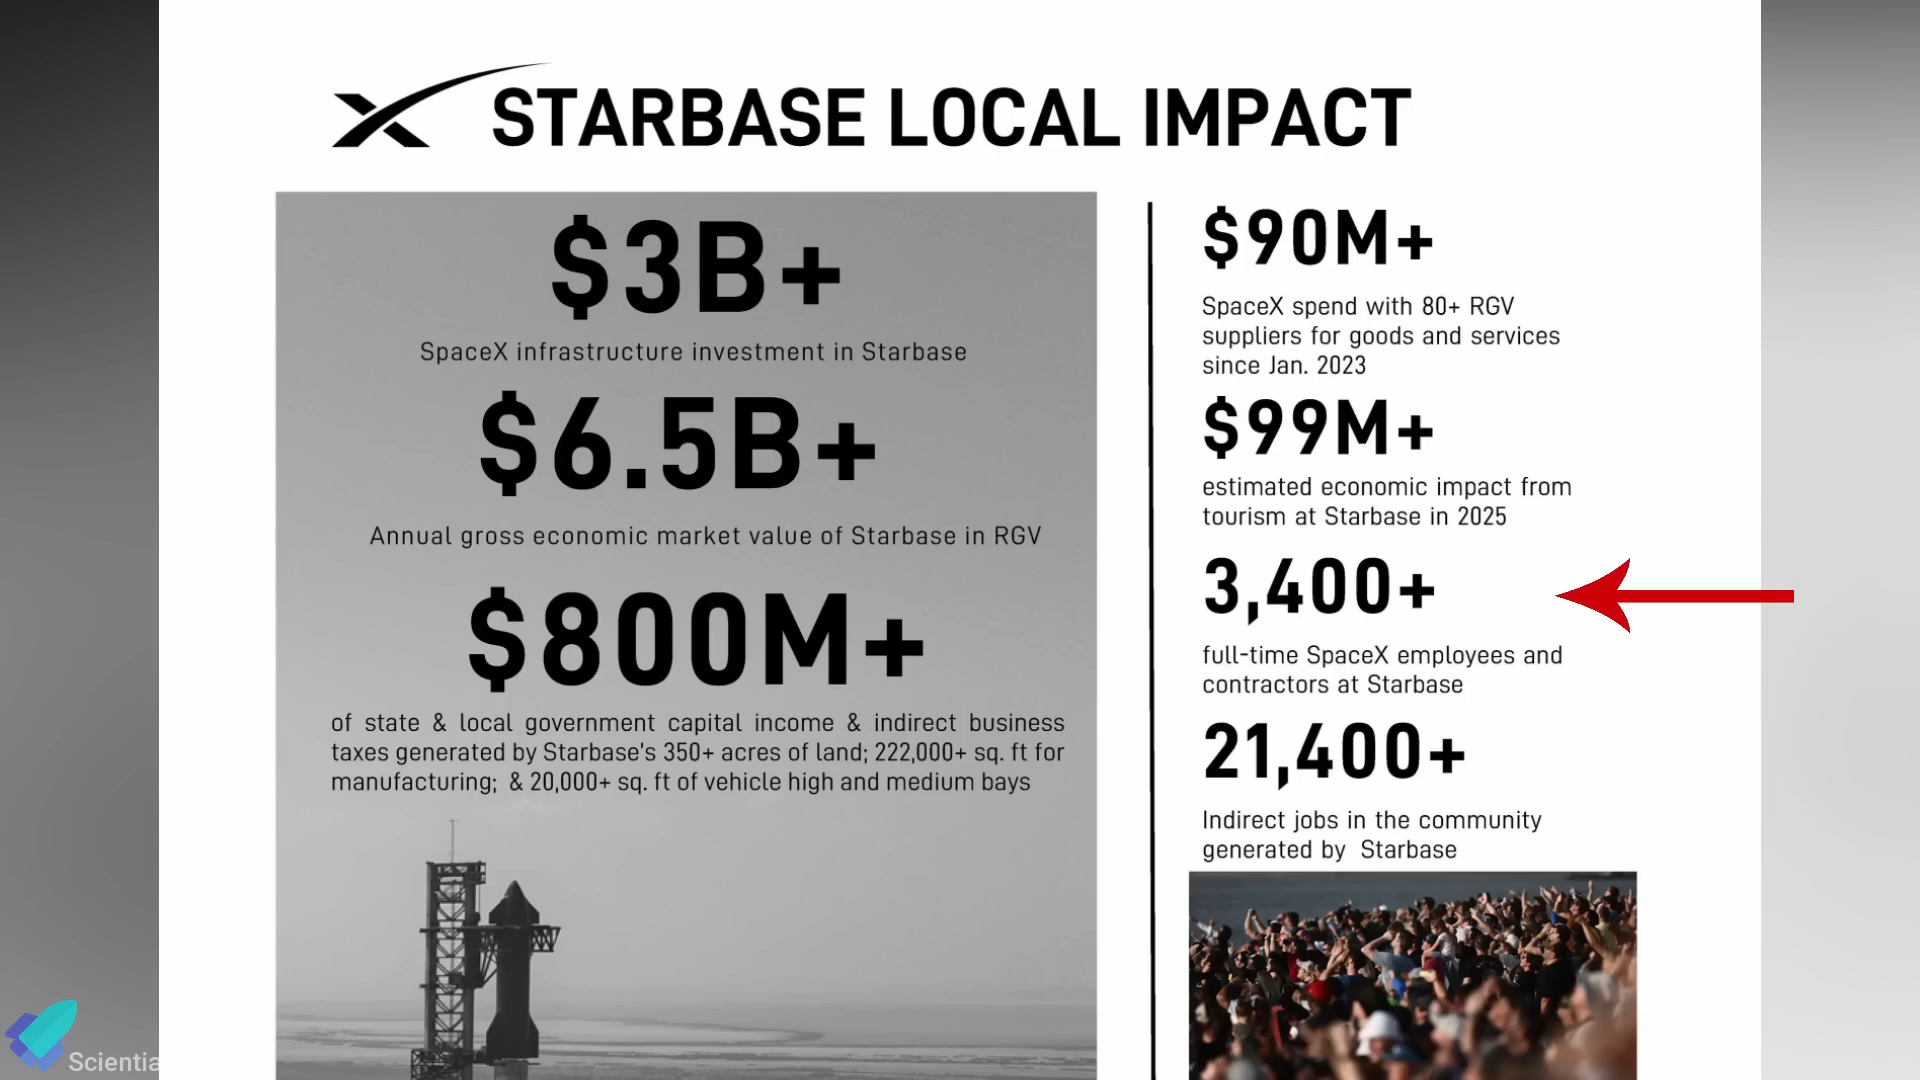 STARBASE LOCAL IMPACT
$3B+
SpaceX infrastructure investment in Starbase
$6.5B+
Annual gross economic market value of Starbase in RGV
$800M+
of state & local government capital income & indirect business
taxes generated by Starbase's 350+ acres of land; 222,000+ sq. ft for
manufacturing; & 20,000+ sq. ft of vehicle high and medium bays
$90M+
SpaceX spend with 80+ RGV
suppliers for goods and services
since Jan. 2023
$99M+
estimated economic impact from
tourism at Starbase in 2025
3,400+
full-time SpaceX employees and
contractors at Starbase
21,400+
Indirect jobs in the community
generated by Starbase
Scientia